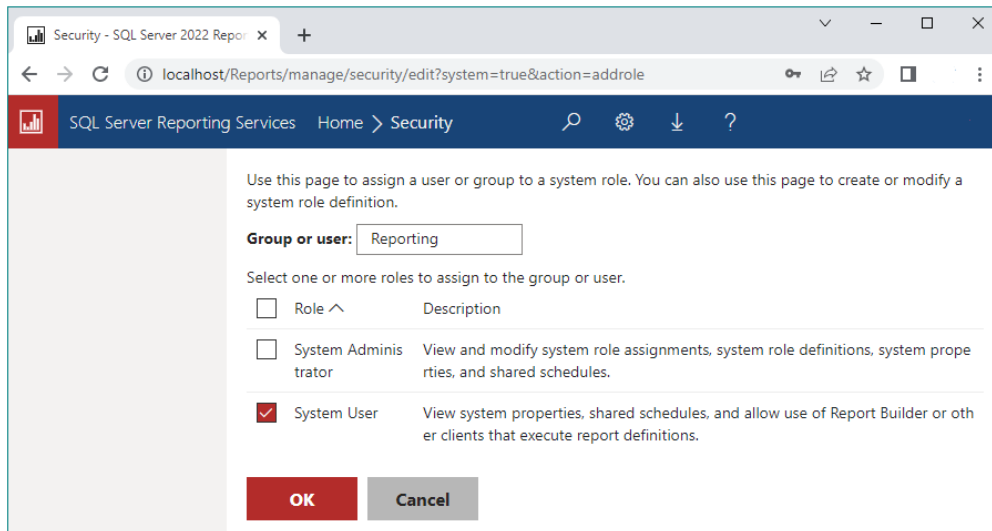 Security - SQL Server 2022 Repor
localhost/Reports/manage/security/edit?system=true&action=addrole
SQL Server Reporting Services Home > Security ?
Use this page to assign a user or group to a system role. You can also use this page to create or modify a
system role definition.
Group or user: Reporting
Select one or more roles to assign to the group or user.
Role Description
System Adminis View and modify system role assignments, system role definitions, system prope
trator rties, and shared schedules.
System User View system properties, shared schedules, and allow use of Report Builder or oth
er clients that execute report definitions.
OK Cancel